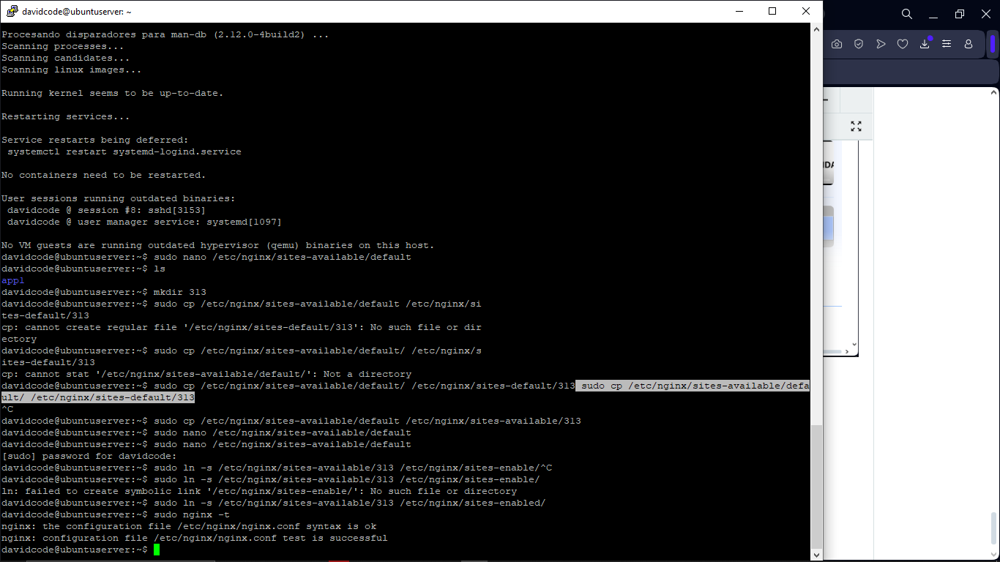 davidcode@ubuntuserver: ~
Procesando disparadores para man-db (2.12.0-4build2) ...
Scanning processes...
Scanning candidates...
Scanning linux images...
Running kernel seems to be up-to-date.
Restarting services...
Service restarts being deferred:
 systemctl restart systemd-logind.service
No containers need to be restarted.
User sessions running outdated binaries:
 davidcode @ session #8: sshd[3153]
 davidcode @ user manager service: systemd[1097]
No VM guests are running outdated hypervisor (qemu) binaries on this host.
davidcode@ubuntuserver:~$ sudo nano /etc/nginx/sites-available/default
davidcode@ubuntuserver:~$ ls
app1
davidcode@ubuntuserver:~$ mkdir 313
davidcode@ubuntuserver:~$ sudo cp /etc/nginx/sites-available/default /etc/nginx/si
tes-default/313
cp: cannot create regular file '/etc/nginx/sites-default/313': No such file or dir
ectory
davidcode@ubuntuserver:~$ sudo cp /etc/nginx/sites-available/default/ /etc/nginx/s
ites-default/313
cp: cannot stat '/etc/nginx/sites-available/default/': Not a directory
davidcode@ubuntuserver:~$ sudo cp /etc/nginx/sites-available/default/ /etc/nginx/sites-default/313 sudo cp /etc/nginx/sites-available/defa
ult/ /etc/nginx/sites-default/313
^C
davidcode@ubuntuserver:~$ sudo cp /etc/nginx/sites-available/default /etc/nginx/sites-available/313
davidcode@ubuntuserver:~$ sudo nano /etc/nginx/sites-available/default
davidcode@ubuntuserver:~$ sudo nano /etc/nginx/sites-available/default
[sudo] password for davidcode:
davidcode@ubuntuserver:~$ sudo ln -s /etc/nginx/sites-available/313 /etc/nginx/sites-enable/^C
davidcode@ubuntuserver:~$ sudo ln -s /etc/nginx/sites-available/313 /etc/nginx/sites-enable/
ln: failed to create symbolic link '/etc/nginx/sites-enable/': No such file or directory
davidcode@ubuntuserver:~$ sudo ln -s /etc/nginx/sites-available/313 /etc/nginx/sites-enabled/
davidcode@ubuntuserver:~$ sudo nginx -t
nginx: the configuration file /etc/nginx/nginx.conf syntax is ok
nginx: configuration file /etc/nginx/nginx.conf test is successful
davidcode@ubuntuserver:~$